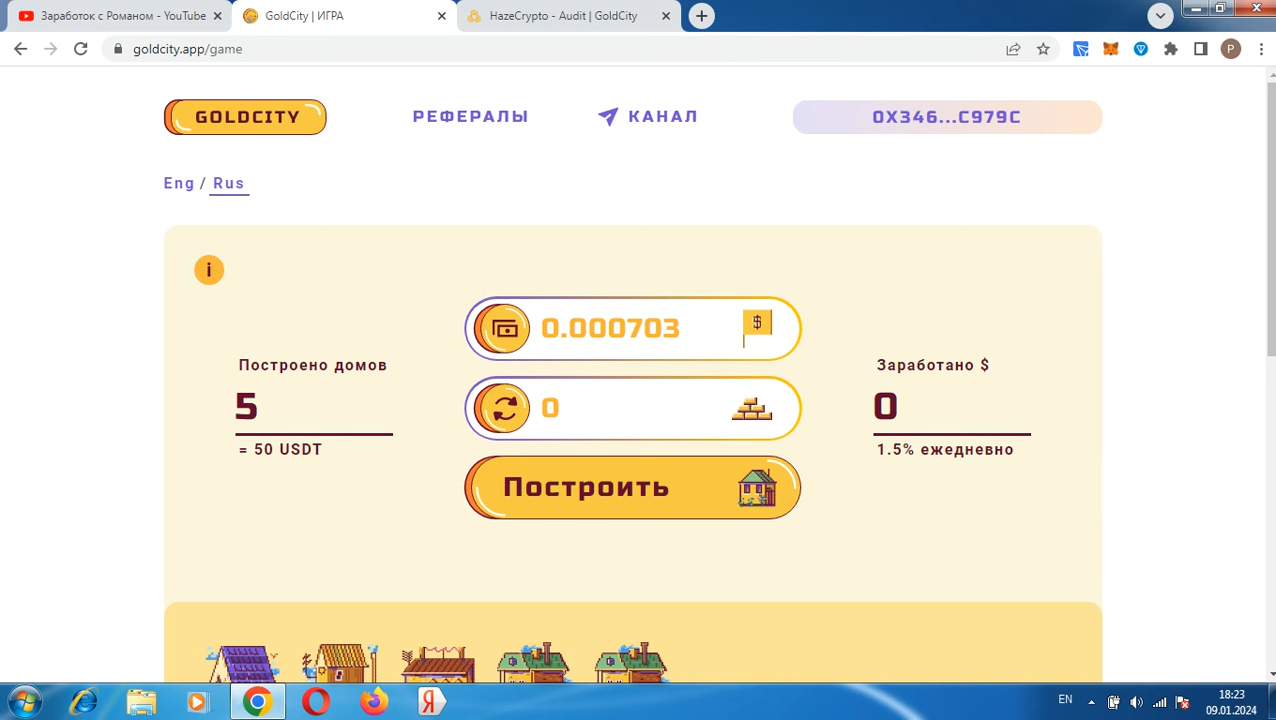 Заработок с Романом - YouTube
GoldCity | ИГРА
HazeCrypto - Audit | GoldCity
goldcity.app/game
P
GOLDCITY
РЕФЕРАЛЫ
КАНАЛ
0X346...C979C
Eng / Rus
i
0.000703
$
Построено домов
5
= 50 USDT
0
Заработано $
0
1.5% ежедневно
Построить
EN
18:23
09.01.2024